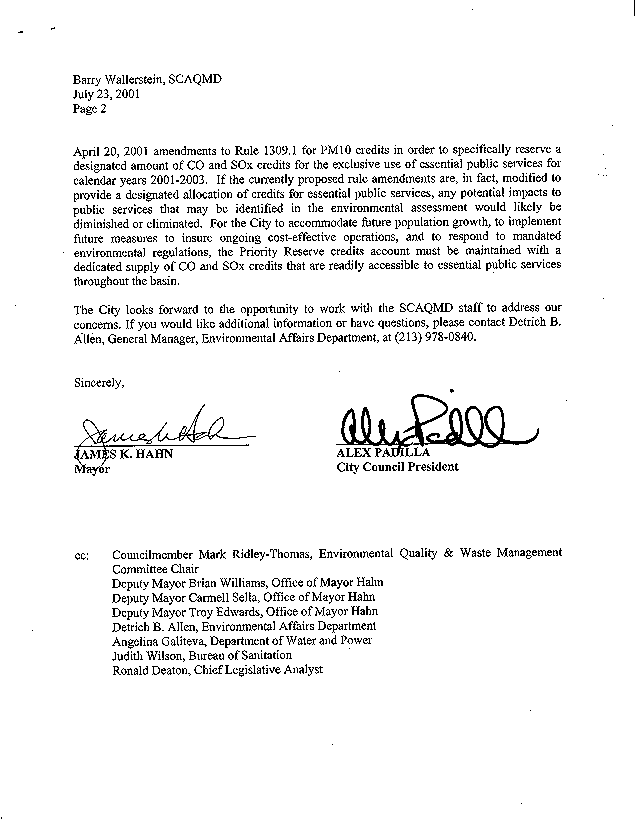 Barry Wallerstein, SCAQMD
July 23, 2001
Page 2
April 20, 2001 amendments to Rule 1309.1 for PM10 credits in order to specifically reserve a
designated amount of CO and SOx credits for the exclusive use of essential public services for
calendar years 2001-2003. If the currently proposed rule amendments are, in fact, modified to
provide a designated allocation of credits for essential public services, any potential impacts to
public services that may be identified in the environmental assessment would likely be
diminished or eliminated. For the City to accommodate future population growth, to implement
future measures to insure ongoing cost-effective operations, and to respond to mandated
environmental regulations, the Priority Reserve credits account must be maintained with a
dedicated supply of CO and SOx credits that are readily accessible to essential public services
throughout the basin.
The City looks forward to the opportunity to work with the SCAQMD staff to address our
concerns. If you would like additional information or have questions, please contact Detrich B.
Allen, General Manager, Environmental Affairs Department, at (213) 978-0840.
Sincerely,
James K Hahn
Alex Padilla
JAMES K. HAHN
Mayor
ALEX PADILLA
City Council President
cc: Councilmember Mark Ridley-Thomas, Environmental Quality & Waste Management
Committee Chair
Deputy Mayor Brian Williams, Office of Mayor Hahn
Deputy Mayor Carmell Sella, Office of Mayor Hahn
Deputy Mayor Troy Edwards, Office of Mayor Hahn
Detrich B. Allen, Environmental Affairs Department
Angelina Galiteva, Department of Water and Power
Judith Wilson, Bureau of Sanitation
Ronald Deaton, Chief Legislative Analyst